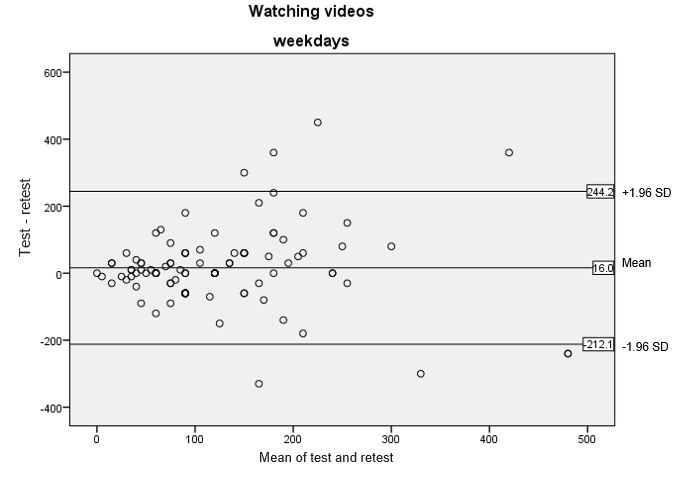 Watching videos
weekdays
600
400
200
0
-200
-400
Test - retest
244.2
+1.96 SD
16.0
Mean
-212.1
-1.96 SD
0
100
200
300
400
500
Mean of test and retest